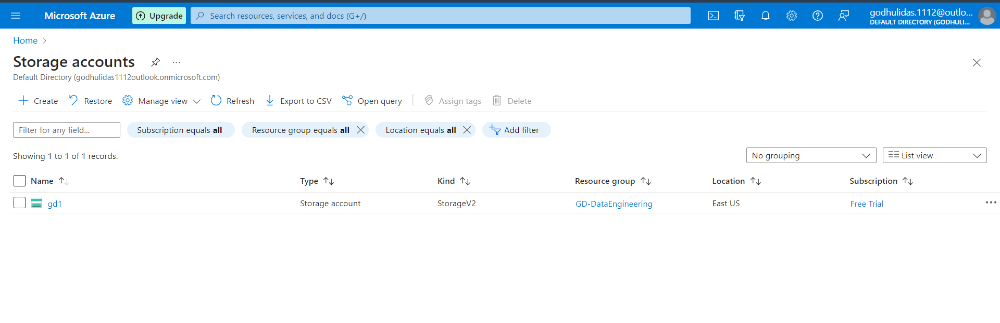 Microsoft Azure Upgrade Search resources, services, and docs (G+/) godhulidas.1112@outlo...
DEFAULT DIRECTORY (GODHULI...
Home
Storage accounts ...
Default Directory (godhulidas1112outlook.onmicrosoft.com)
Create Restore Manage view Refresh Export to CSV Open query Assign tags Delete
Filter for any field... Subscription equals all Resource group equals all Location equals all Add filter
Showing 1 to 1 of 1 records. No grouping List view
Name Type Kind Resource group Location Subscription
gd1 Storage account StorageV2 GD-DataEngineering East US Free Trial ...